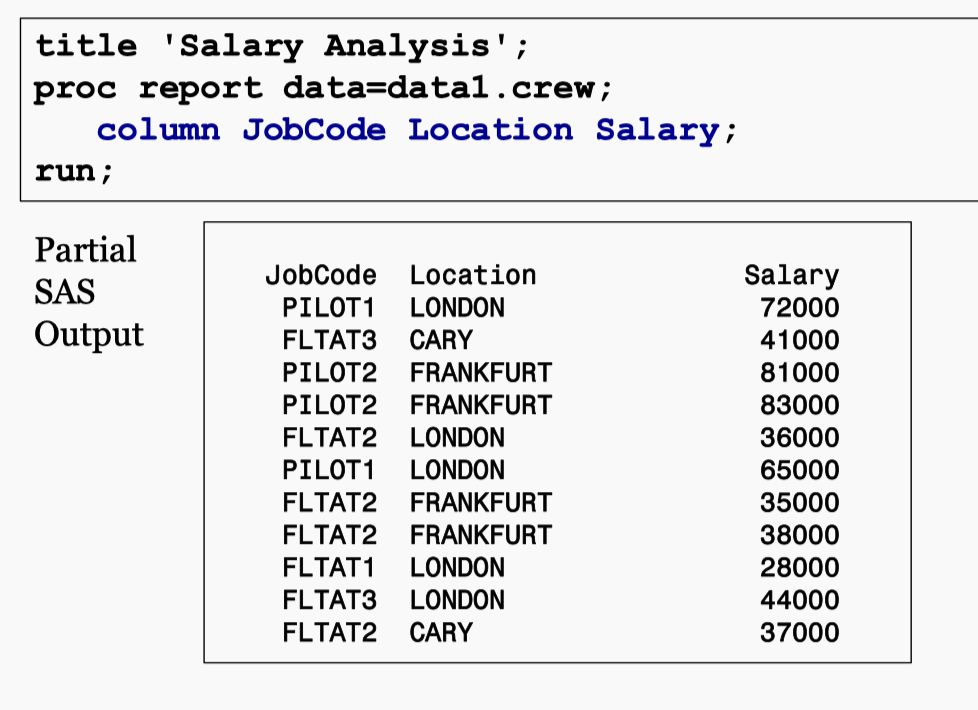 title 'Salary Analysis';
proc report data=data1.crew;
column JobCode Location Salary;
run;
Partial
SAS
Output
JobCode Location Salary
PILOT1 LONDON 72000
FLTAT3 CARY 41000
PILOT2 FRANKFURT 81000
PILOT2 FRANKFURT 83000
FLTAT2 LONDON 36000
PILOT1 LONDON 65000
FLTAT2 FRANKFURT 35000
FLTAT2 FRANKFURT 38000
FLTAT1 LONDON 28000
FLTAT3 LONDON 44000
FLTAT2 CARY 37000